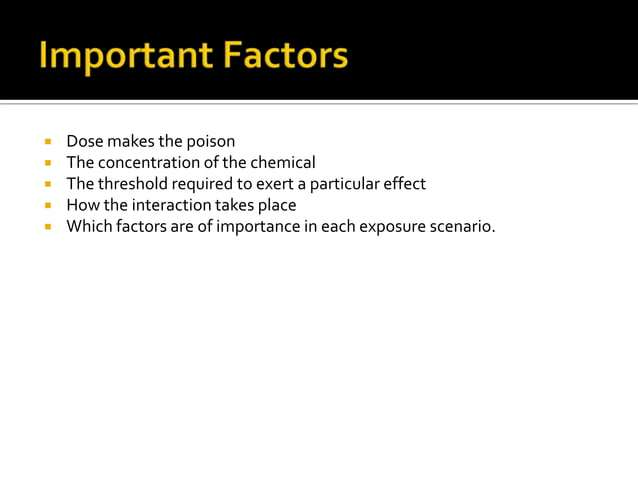 Important Factors
Dose makes the poison
The concentration of the chemical
The threshold required to exert a particular effect
How the interaction takes place
Which factors are of importance in each exposure scenario.